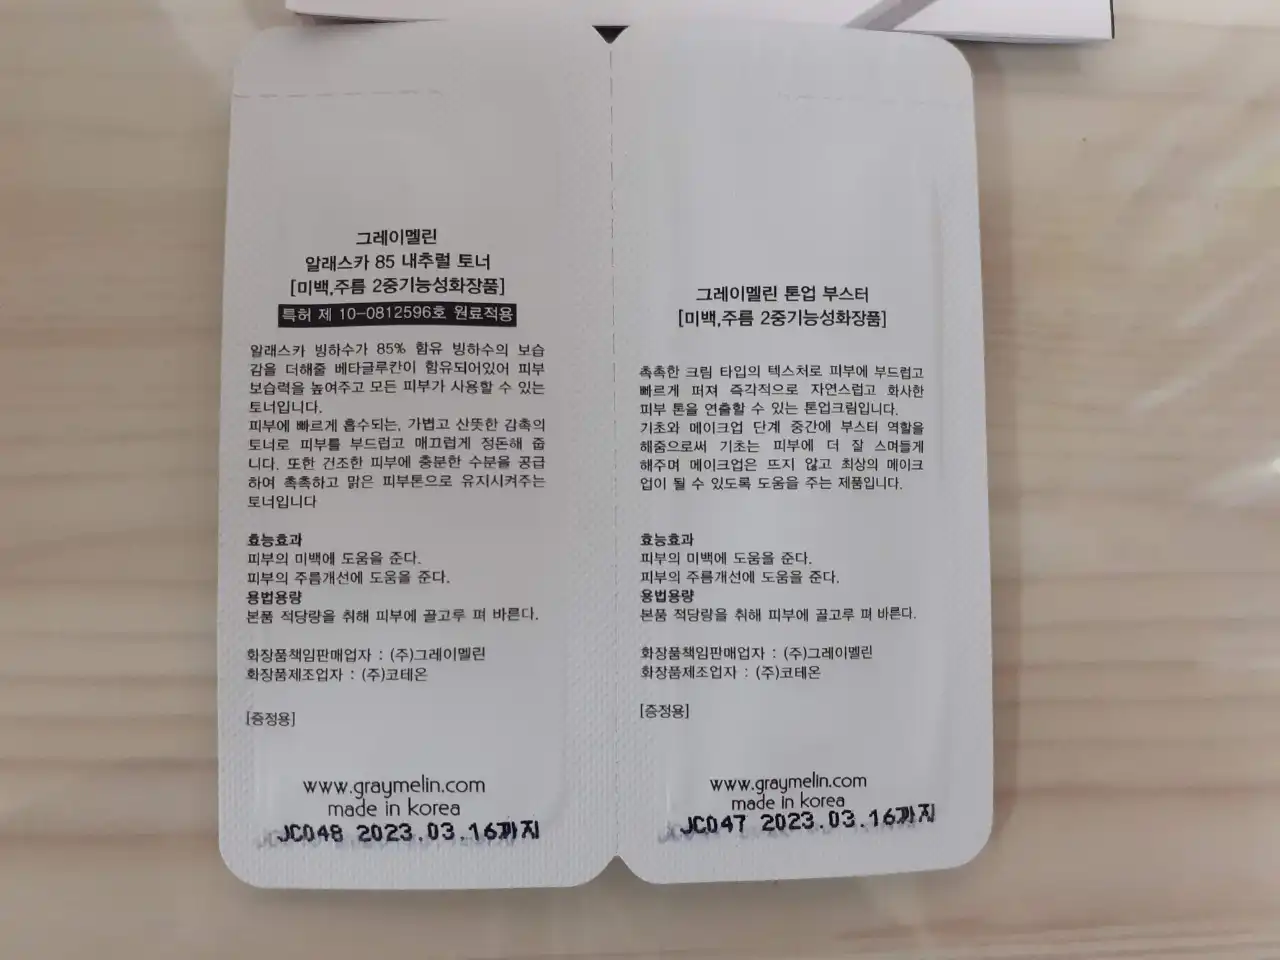 그레이멜린
알래스카 85 내추럴 토너
[미백,주름 2중기능성화장품]
특허 제 10-0812596호 원료적용
알래스카 빙하수가 85% 함유 빙하수의 보습
감을 더해줄 베타글루칸이 함유되어있어 피부
보습력을 높여주고 모든 피부가 사용할 수 있는
토너입니다.
피부에 빠르게 흡수되는, 가볍고 산뜻한 감촉의
토너로 피부를 부드럽고 매끄럽게 정돈해 줍
니다. 또한 건조한 피부에 충분한 수분을 공급
하여 촉촉하고 맑은 피부톤으로 유지시켜주는
토너입니다
효능효과
피부의 미백에 도움을 준다.
피부의 주름개선에 도움을 준다.
용법용량
본품 적당량을 취해 피부에 골고루 펴 바른다.
화장품책임판매업자 : (주)그레이멜린
화장품제조업자 : (주)코테온
[증정용]
www.graymelin.com
made in korea
JC048 2023.03.16까지
그레이멜린 톤업 부스터
[미백,주름 2중기능성화장품]
촉촉한 크림 타입의 텍스처로 피부에 부드럽고
빠르게 퍼져 즉각적으로 자연스럽고 화사한
피부 톤을 연출할 수 있는 톤업크림입니다.
기초와 메이크업 단계 중간에 부스터 역할을
해줌으로써 기초는 피부에 더 잘 스며들게
해주며 메이크업은 뜨지 않고 최상의 메이크
업이 될 수 있도록 도움을 주는 제품입니다.
효능효과
피부의 미백에 도움을 준다.
피부의 주름개선에 도움을 준다.
용법용량
본품 적당량을 취해 피부에 골고루 펴 바른다.
화장품책임판매업자 : (주)그레이멜린
화장품제조업자 : (주)코테온
[증정용]
www.graymelin.com
made in korea
JC047 2023.03.16까지